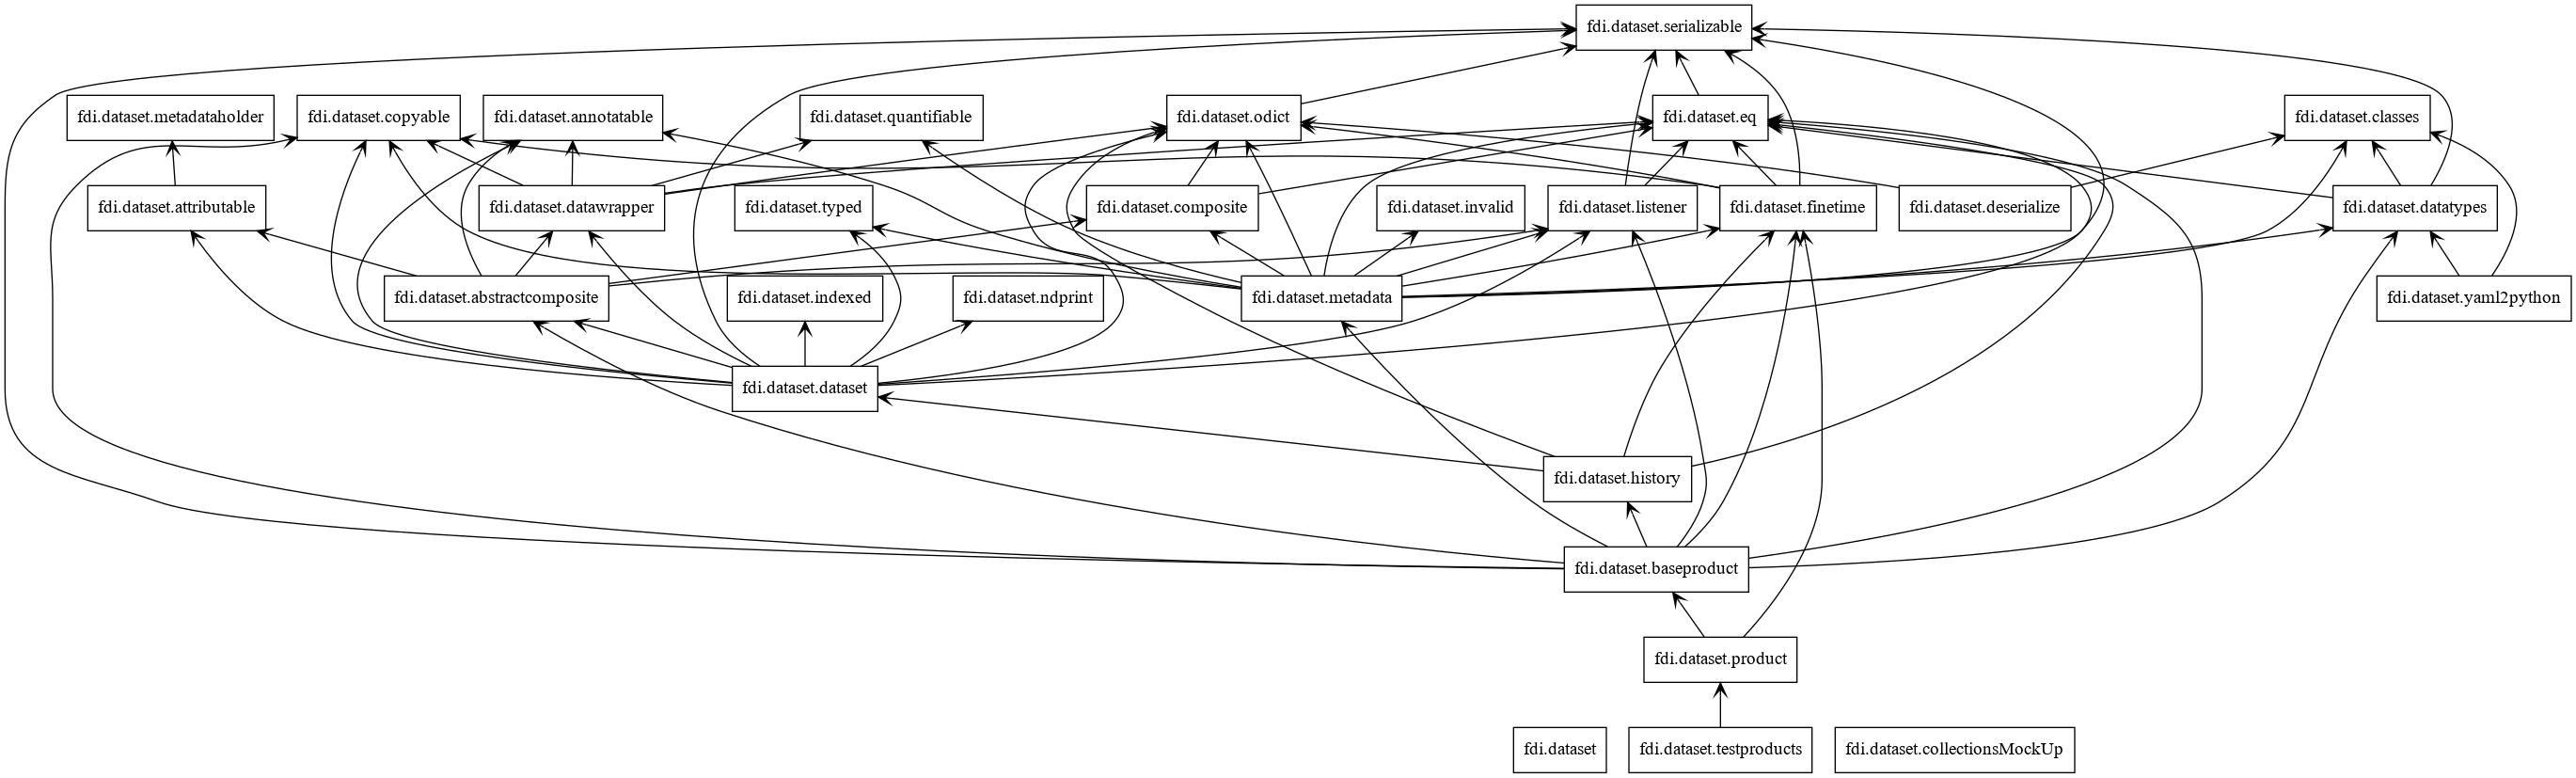 fdi.dataset.serializable
fdi.dataset.metadataholder
fdi.dataset.copyable
fdi.dataset.annotatable
fdi.dataset.quantifiable
fdi.dataset.odict
fdi.dataset.eq
fdi.dataset.classes
fdi.dataset.attributable
fdi.dataset.datawrapper
fdi.dataset.typed
fdi.dataset.composite
fdi.dataset.invalid
fdi.dataset.listener
fdi.dataset.finetime
fdi.dataset.deserialize
fdi.dataset.datatypes
fdi.dataset.abstractcomposite
fdi.dataset.indexed
fdi.dataset.ndprint
fdi.dataset.metadata
fdi.dataset.yaml2python
fdi.dataset.dataset
fdi.dataset.history
fdi.dataset.baseproduct
fdi.dataset.product
fdi.dataset
fdi.dataset.testproducts
fdi.dataset.collectionsMockUp